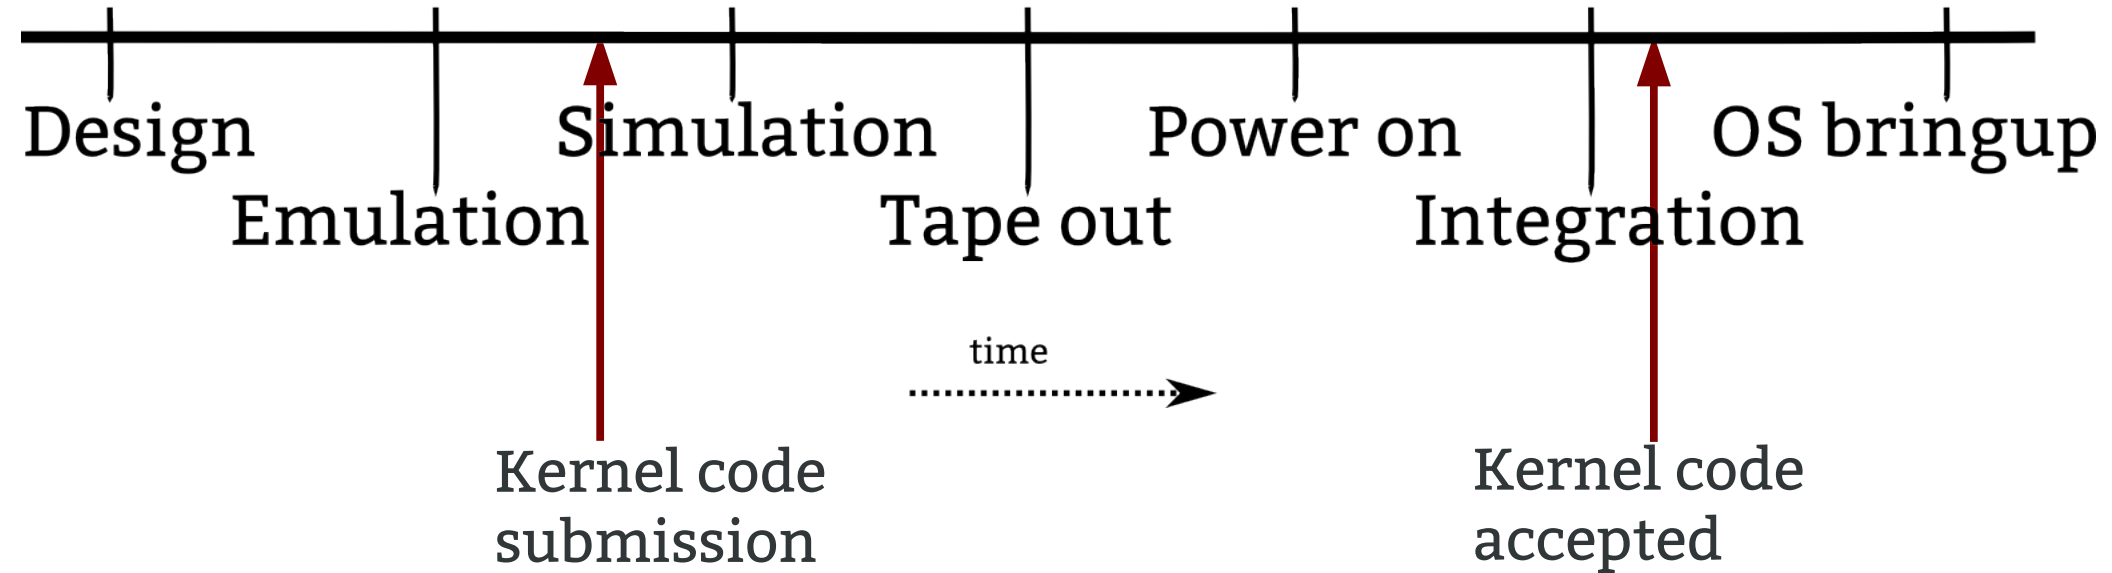 Design
Simulation
Power on
OS bringup
Emulation
Tape out
Integration
time
Kernel code
submission
Kernel code
accepted